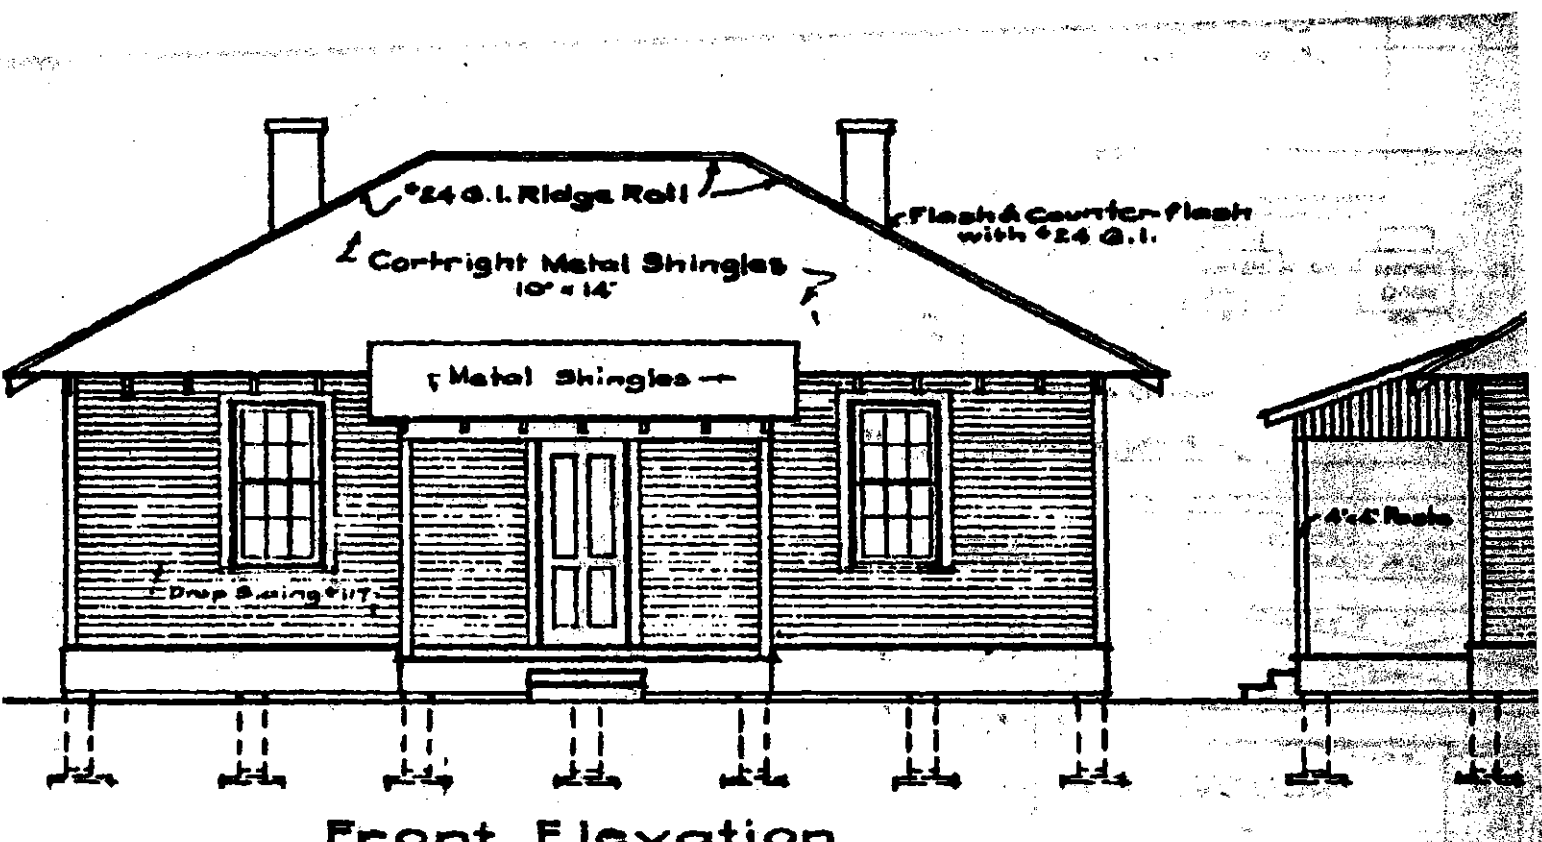 #24 G.I. Ridge Roll
Flash & Counter-flash
with #24 G.I.
Cortright Metal Shingles
10" x 14"
Metal Shingles
4"x4" Posts
Drop Siding #117
Front Elevation